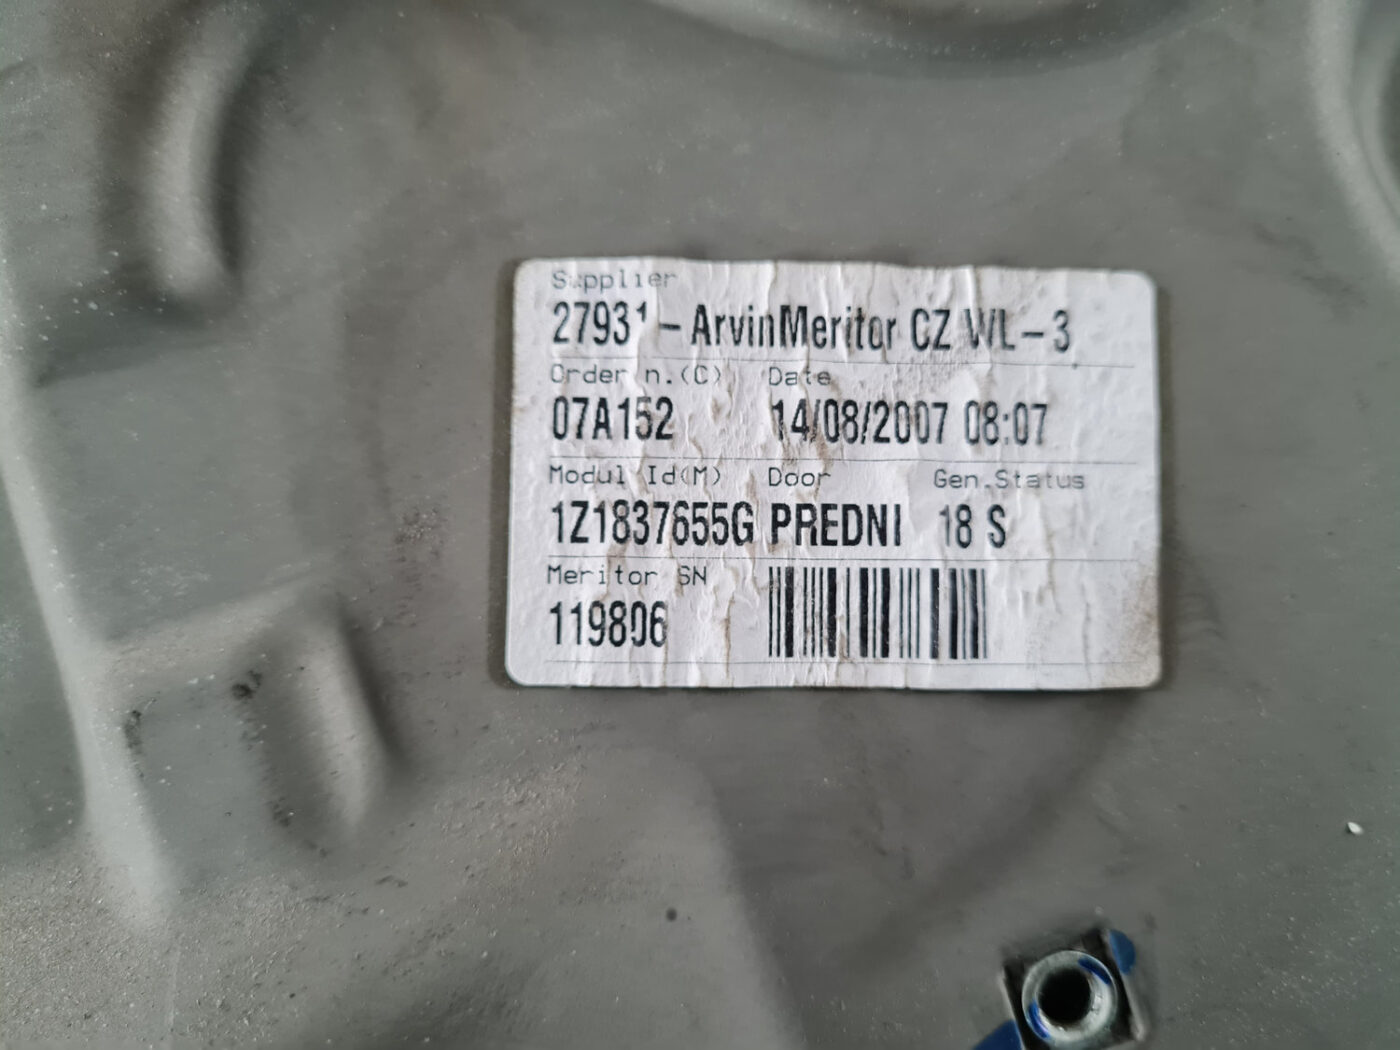 Supplier
27931-ArvinMeritor CZ WL-3
Order n.(C) Date
07A152 14/08/2007 08:07
Modul Id(M) Door Gen.Status
1Z1837655G PREDNI 18 S
Meritor SN
119806